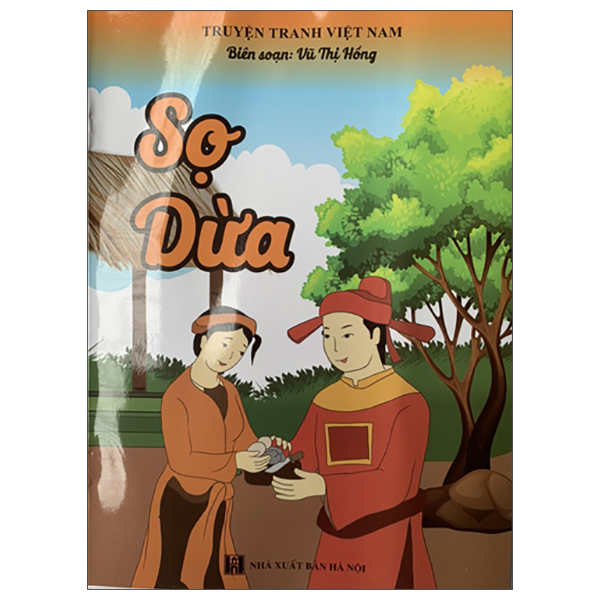 TRUYỆN TRANH VIỆT NAM
Biên soạn: Vũ Thị Hồng
Sọ
Dừa
NHÀ XUẤT BẢN HÀ NỘI